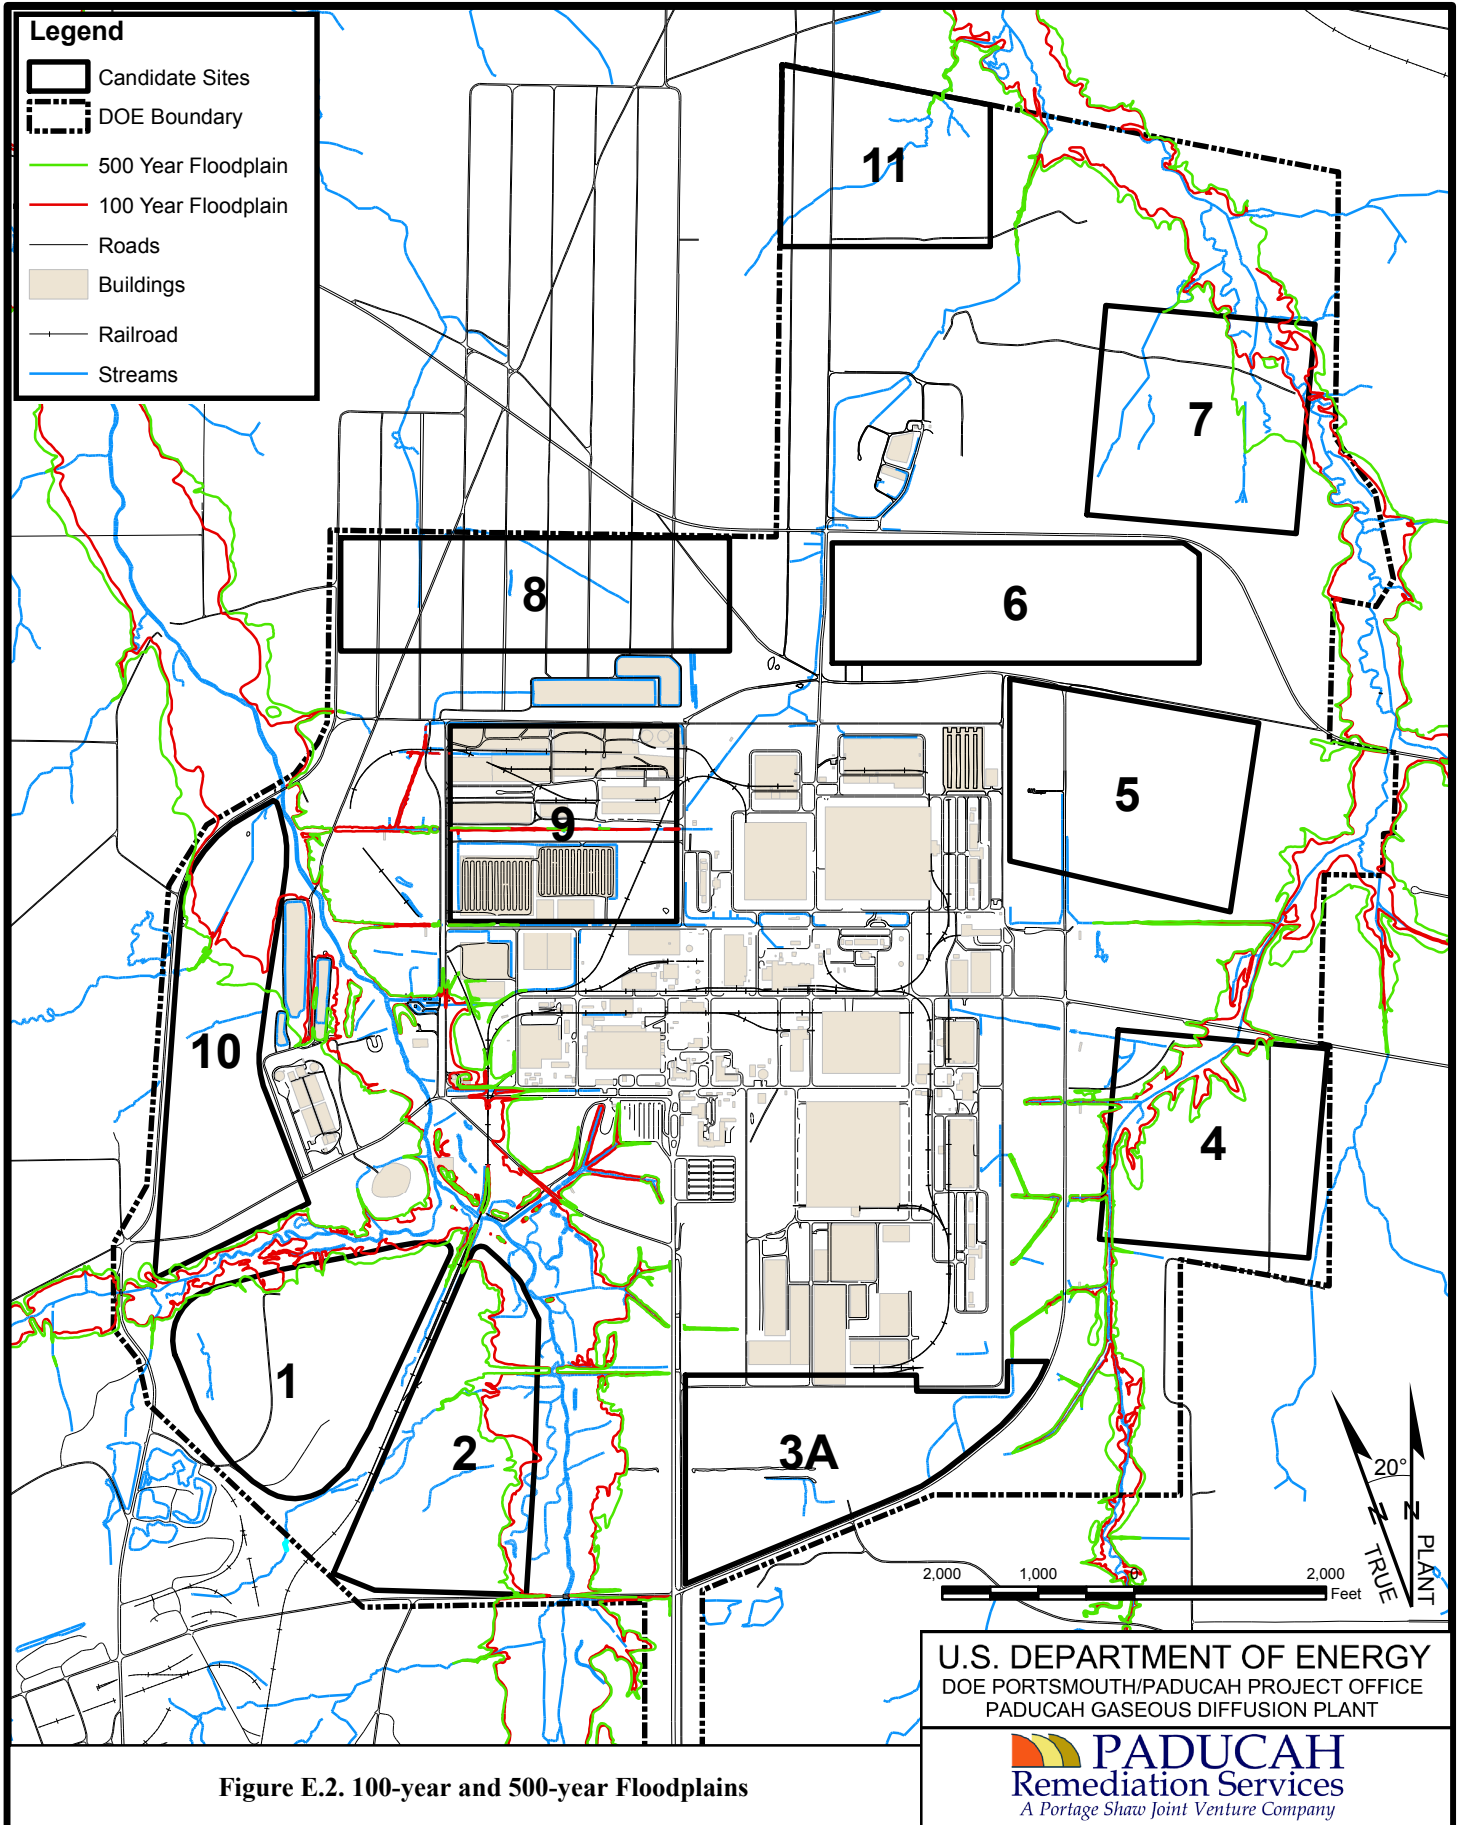 Legend
Candidate Sites
DOE Boundary
500 Year Floodplain
100 Year Floodplain
Roads
Buildings
Railroad
Streams
11
7
8
6
5
9
10
4
1
2
3A
20°
N
N
TRUE
PLANT
2,000 1,000 0 2,000
Feet
U.S. DEPARTMENT OF ENERGY
DOE PORTSMOUTH/PADUCAH PROJECT OFFICE
PADUCAH GASEOUS DIFFUSION PLANT
PADUCAH
Remediation Services
A Portage Shaw Joint Venture Company
Figure E.2. 100-year and 500-year Floodplains